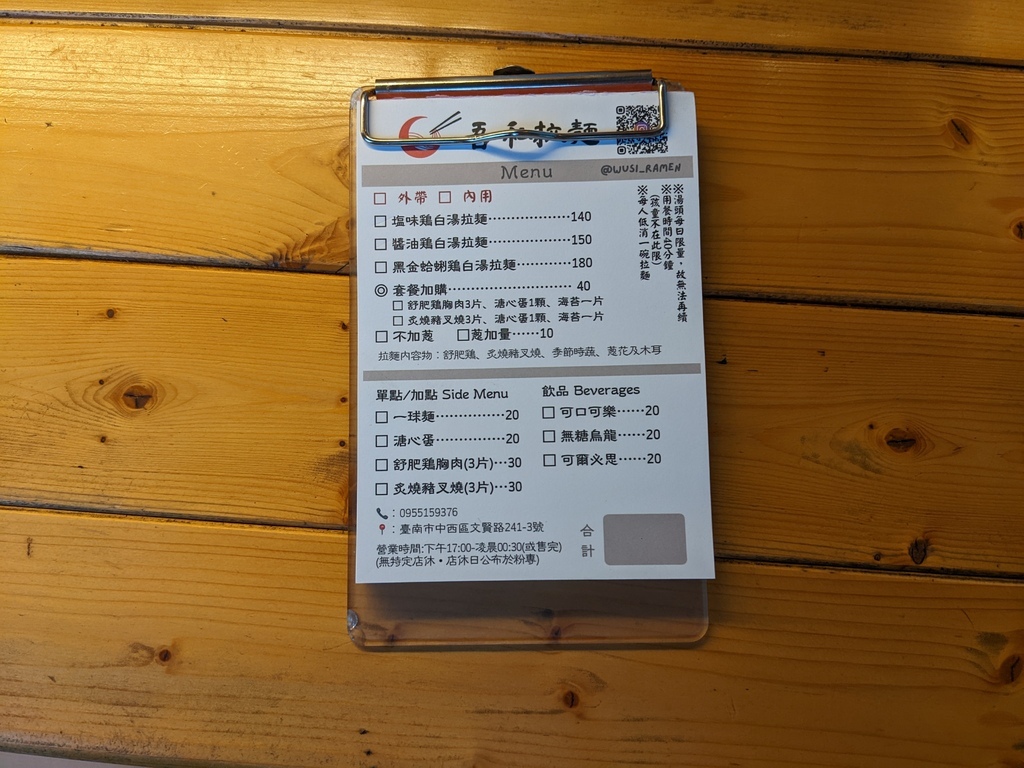 拉麵
Menu
@WUSI_RAMEN
□ 外帶 □ 內用
□ 塩味鶏白湯拉麵⋯⋯⋯⋯⋯⋯140
□ 醬油鶏白湯拉麵⋯⋯⋯⋯⋯⋯150
□ 黑金蛤蜊鶏白湯拉麵⋯⋯⋯⋯180
◎ 套餐加購⋯⋯⋯⋯⋯⋯⋯⋯ 40
□ 舒肥鶏胸肉3片、溏心蛋1顆、海苔一片
□ 炙燒豬叉燒3片、溏心蛋1顆、海苔一片
□ 不加蔥 □蔥加量⋯⋯10
拉麵內容物：舒肥鶏、炙燒豬叉燒、季節時蔬、蔥花及木耳
※湯頭每日限量，故無法再續
※用餐時間40分鐘
(孩童不在此限)
※每人低消一碗拉麵
單點/加點 Side Menu
□ 一球麵⋯⋯⋯⋯⋯20
□ 溏心蛋⋯⋯⋯⋯⋯20
□ 舒肥鶏胸肉(3片)⋯30
□ 炙燒豬叉燒(3片)⋯30
飲品 Beverages
□ 可口可樂⋯⋯20
□ 無糖烏龍⋯⋯20
□ 可爾必思⋯⋯20
📞：0955159376
📍：臺南市中西區文賢路241-3號
營業時間:下午17:00-凌晨00:30(或售完)
(無特定店休・店休日公布於粉專)
合計